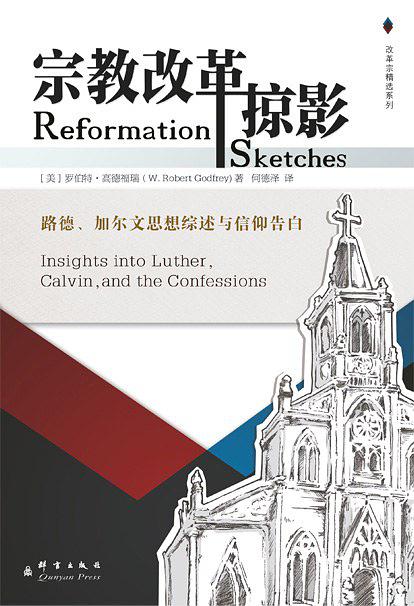 改革宗精选系列
宗教改革掠影
Reformation
Sketches
[美]罗伯特·高德福瑞(W. Robert Godfrey)著 何德泽 译
路德、加尔文思想综述与信仰告白
Insights into Luther,
Calvin,and the Confessions
群言出版社
Qunyan Press